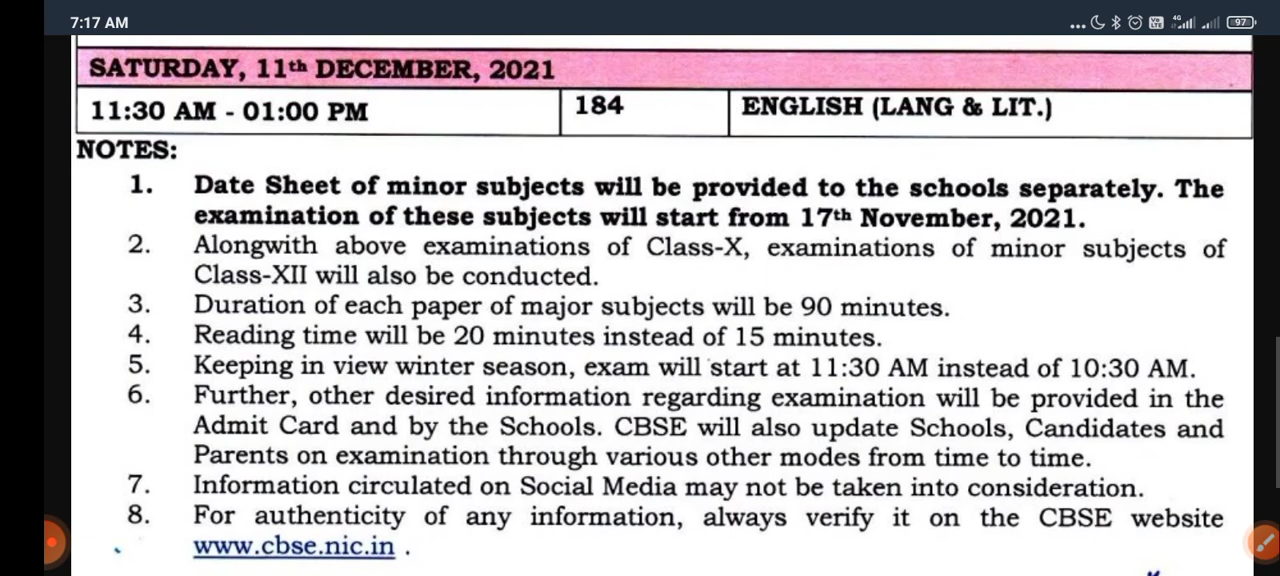 7:17 AM
... 4G Vo LTE 97
SATURDAY, 11th DECEMBER, 2021
11:30 AM - 01:00 PM 184 ENGLISH (LANG & LIT.)
NOTES:
1. Date Sheet of minor subjects will be provided to the schools separately. The
examination of these subjects will start from 17th November, 2021.
2. Alongwith above examinations of Class-X, examinations of minor subjects of
Class-XII will also be conducted.
3. Duration of each paper of major subjects will be 90 minutes.
4. Reading time will be 20 minutes instead of 15 minutes.
5. Keeping in view winter season, exam will start at 11:30 AM instead of 10:30 AM.
6. Further, other desired information regarding examination will be provided in the
Admit Card and by the Schools. CBSE will also update Schools, Candidates and
Parents on examination through various other modes from time to time.
7. Information circulated on Social Media may not be taken into consideration.
8. For authenticity of any information, always verify it on the CBSE website
www.cbse.nic.in .